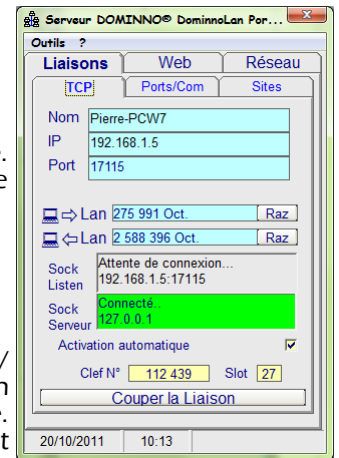 Serveur DOMINNO® DominnoLan Por...
Outils ?
Liaisons Web Réseau
TCP Ports/Com Sites
Nom Pierre-PCW7
IP 192.168.1.5
Port 17115
.
e
Lan 275 991 Oct. Raz
Lan 2 588 396 Oct. Raz
Sock Listen Attente de connexion...
192.168.1.5:17115
Sock Serveur Connecté..
127.0.0.1
Activation automatique
/
Clef N° 112 439 Slot 27
n
Couper la Liaison
.
t
20/10/2011 10:13